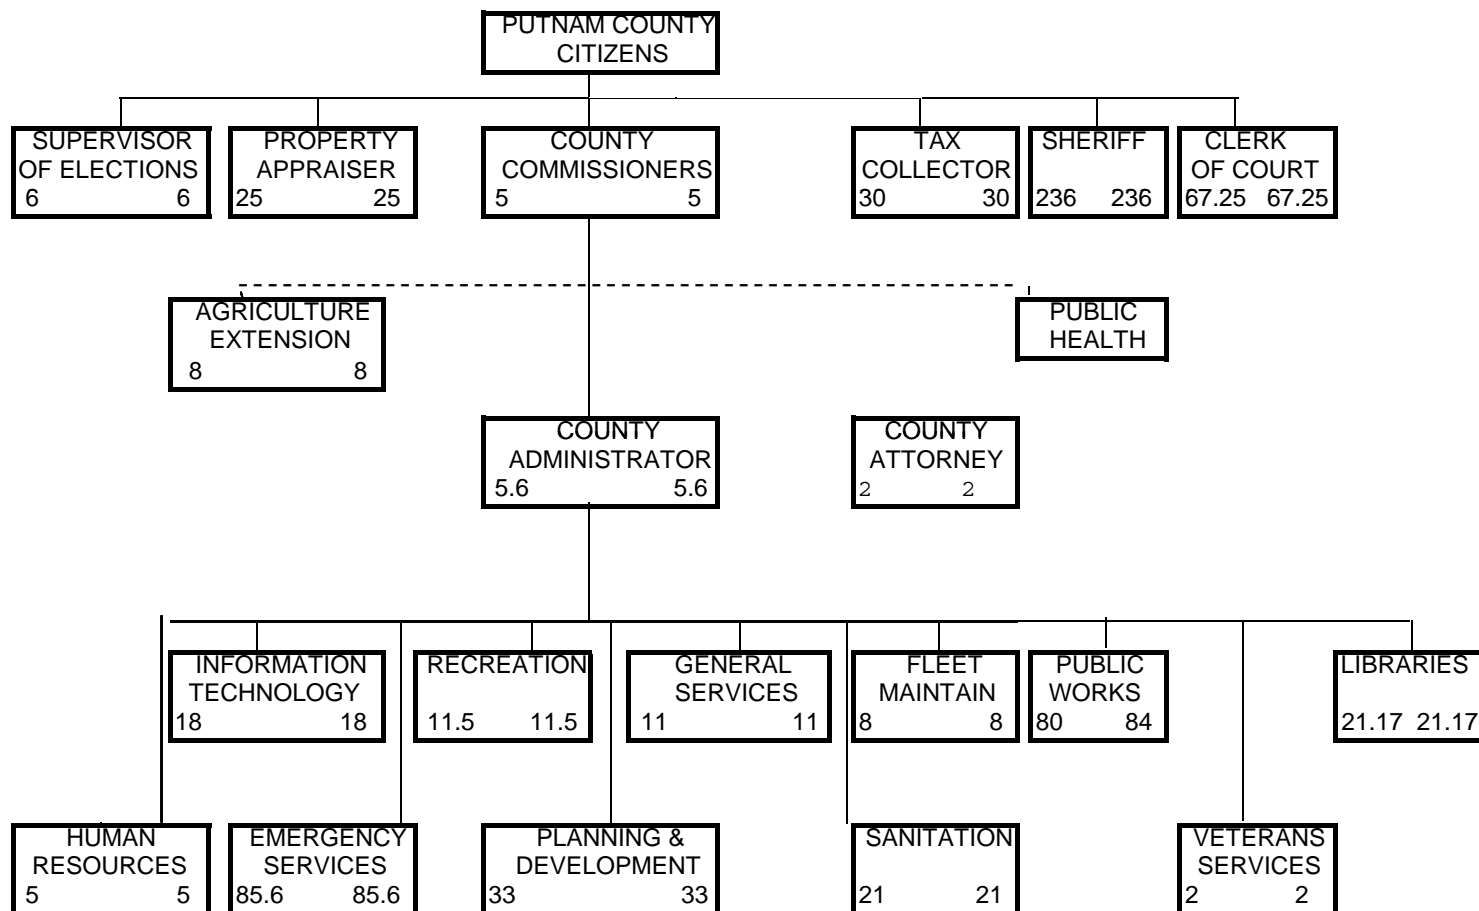 PUTNAM COUNTY
CITIZENS
SUPERVISOR
OF ELECTIONS
6 6
PROPERTY
APPRAISER
25 25
COUNTY
COMMISSIONERS
5 5
TAX
COLLECTOR
30 30
SHERIFF
236 236
CLERK
OF COURT
67.25 67.25
AGRICULTURE
EXTENSION
8 8
PUBLIC
HEALTH
COUNTY
ADMINISTRATOR
5.6 5.6
COUNTY
ATTORNEY
2 2
INFORMATION
TECHNOLOGY
18 18
RECREATION
11.5 11.5
GENERAL
SERVICES
11 11
FLEET
MAINTAIN
8 8
PUBLIC
WORKS
80 84
LIBRARIES
21.17 21.17
HUMAN
RESOURCES
5 5
EMERGENCY
SERVICES
85.6 85.6
PLANNING &
DEVELOPMENT
33 33
SANITATION
21 21
VETERANS
SERVICES
2 2